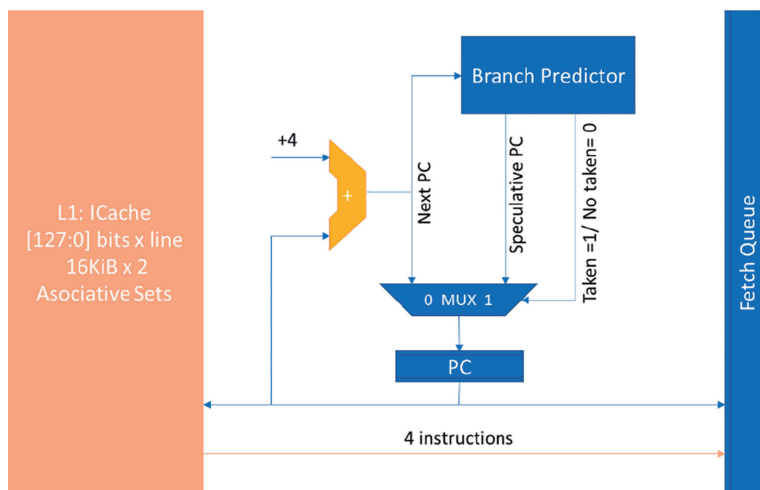 L1: ICache
[127:0] bits x line
16KiB x 2
Asociative Sets
+4
+
Next PC
Branch Predictor
Speculative PC
Taken =1/ No taken= 0
0 MUX 1
PC
4 instructions
Fetch Queue